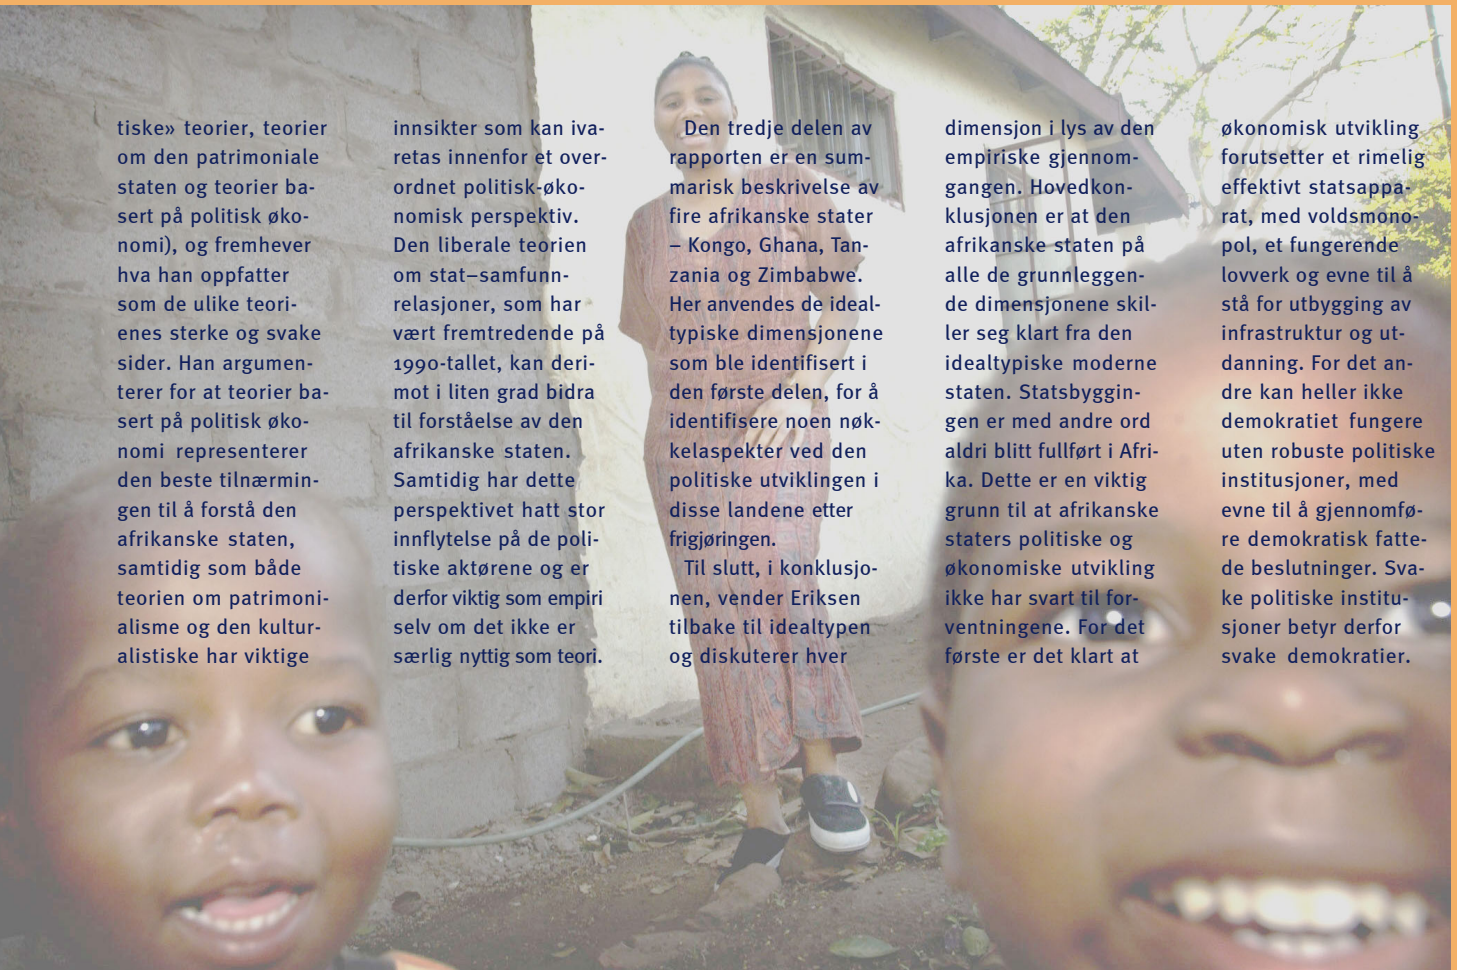 tiske» teorier, teorier
om den patrimoniale
staten og teorier ba-
sert på politisk øko-
nomi), og fremhever
hva han oppfatter
som de ulike teori-
enes sterke og svake
sider. Han argumen-
terer for at teorier ba-
sert på politisk øko-
nomi representerer
den beste tilnærmin-
gen til å forstå den
afrikanske staten,
samtidig som både
teorien om patrimoni-
alisme og den kultur-
alistiske har viktige
innsikter som kan iva-
retas innenfor et over-
ordnet politisk-øko-
nomisk perspektiv.
Den liberale teorien
om stat–samfunn-
relasjoner, som har
vært fremtredende på
1990-tallet, kan deri-
mot i liten grad bidra
til forståelse av den
afrikanske staten.
Samtidig har dette
perspektivet hatt stor
innflytelse på de poli-
tiske aktørene og er
derfor viktig som empiri
selv om det ikke er
særlig nyttig som teori.
Den tredje delen av
rapporten er en sum-
marisk beskrivelse av
fire afrikanske stater
– Kongo, Ghana, Tan-
zania og Zimbabwe.
Her anvendes de ideal-
typiske dimensjonene
som ble identifisert i
den første delen, for å
identifisere noen nøk-
kelaspekter ved den
politiske utviklingen i
disse landene etter
frigjøringen.
Til slutt, i konklusjo-
nen, vender Eriksen
tilbake til idealtypen
og diskuterer hver
dimensjon i lys av den
empiriske gjennom-
gangen. Hovedkon-
klusjonen er at den
afrikanske staten på
alle de grunnleggen-
de dimensjonene skil-
ler seg klart fra den
idealtypiske moderne
staten. Statsbyggin-
gen er med andre ord
aldri blitt fullført i Afri-
ka. Dette er en viktig
grunn til at afrikanske
staters politiske og
økonomiske utvikling
ikke har svart til for-
ventningene. For det
første er det klart at
økonomisk utvikling
forutsetter et rimelig
effektivt statsappa-
rat, med voldsmono-
pol, et fungerende
lovverk og evne til å
stå for utbygging av
infrastruktur og ut-
danning. For det an-
dre kan heller ikke
demokratiet fungere
uten robuste politiske
institusjoner, med
evne til å gjennomfø-
re demokratisk fatte-
de beslutninger. Sva-
ke politiske institu-
sjoner betyr derfor
svake demokratier.